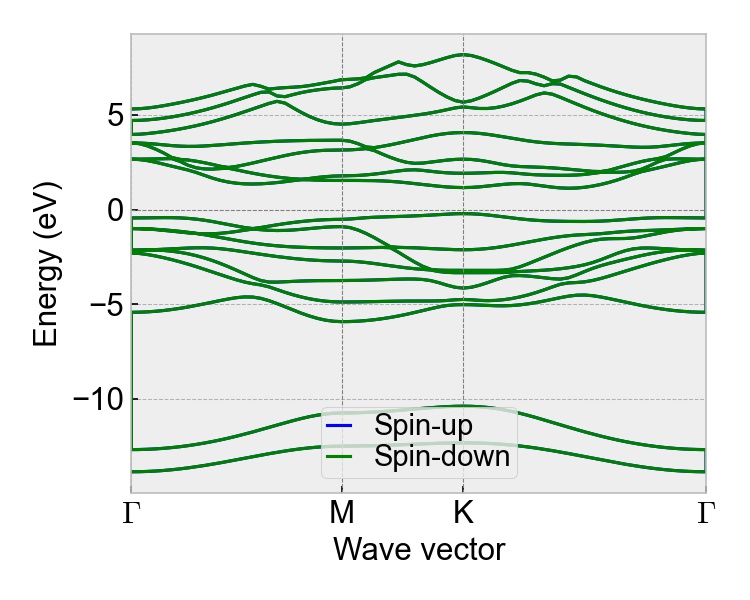 5
0
−5
−10
Energy (eV)
Spin-up
Spin-down
Γ M K Γ
Wave vector